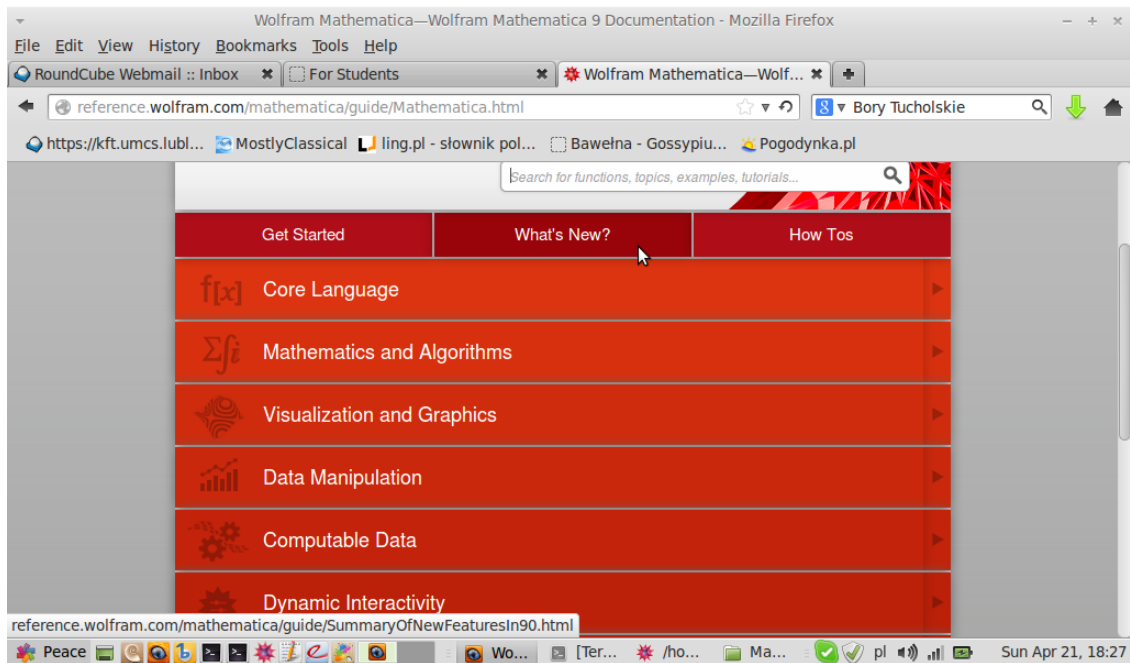 Wolfram Mathematica—Wolfram Mathematica 9 Documentation - Mozilla Firefox
File Edit View History Bookmarks Tools Help
RoundCube Webmail :: Inbox For Students Wolfram Mathematica—Wolf...
reference.wolfram.com/mathematica/guide/Mathematica.html Bory Tucholskie
https://kft.umcs.lubl... MostlyClassical ling.pl - słownik pol... Bawełna - Gossypiu... Pogodynka.pl
Search for functions, topics, examples, tutorials...
Get Started What's New? How Tos
f[x] Core Language
Σ∫i Mathematics and Algorithms
Visualization and Graphics
Data Manipulation
Computable Data
Dynamic Interactivity
reference.wolfram.com/mathematica/guide/SummaryOfNewFeaturesIn90.html
Peace Wo... [Ter... /ho... Ma... pl Sun Apr 21, 18:27